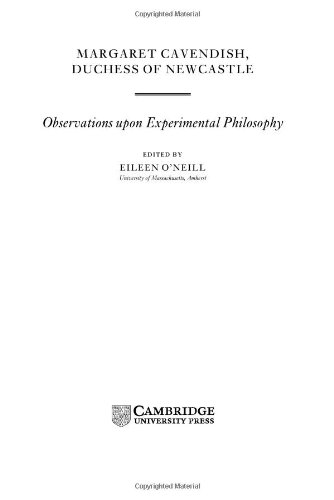 Copyrighted Material
MARGARET CAVENDISH,
DUCHESS OF NEWCASTLE
Observations upon Experimental Philosophy
EDITED BY
EILEEN O'NEILL
University of Massachusetts, Amherst
CAMBRIDGE
UNIVERSITY PRESS
Copyrighted Material